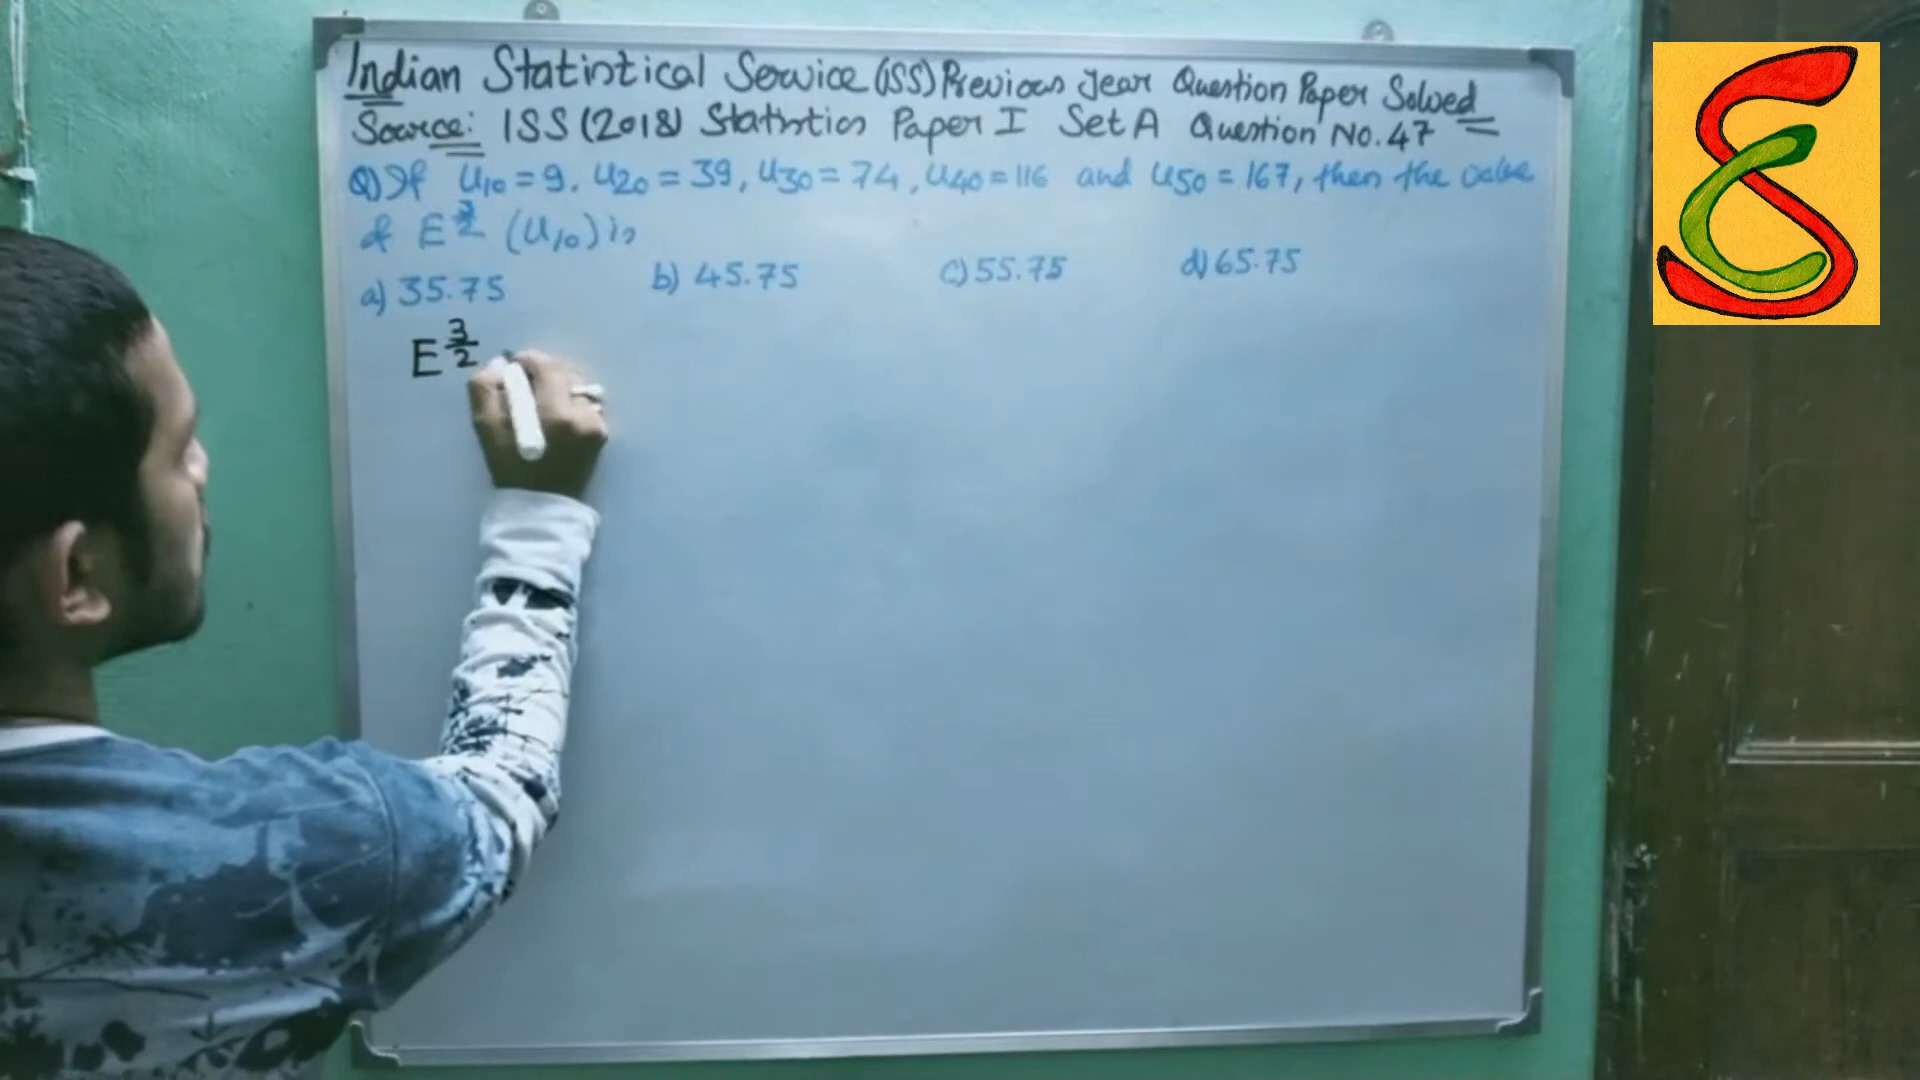 Indian Statistical Service (ISS) Previous Year Question Paper Solved
Source: ISS (2018) Statistics Paper I Set A Question No. 47
Q) If U10 = 9, U20 = 39, U30 = 74, U40 = 116 and U50 = 167, then the value
of E^3/2 (U10) is
a) 35.75 b) 45.75 c) 55.75 d) 65.75
E^3/2